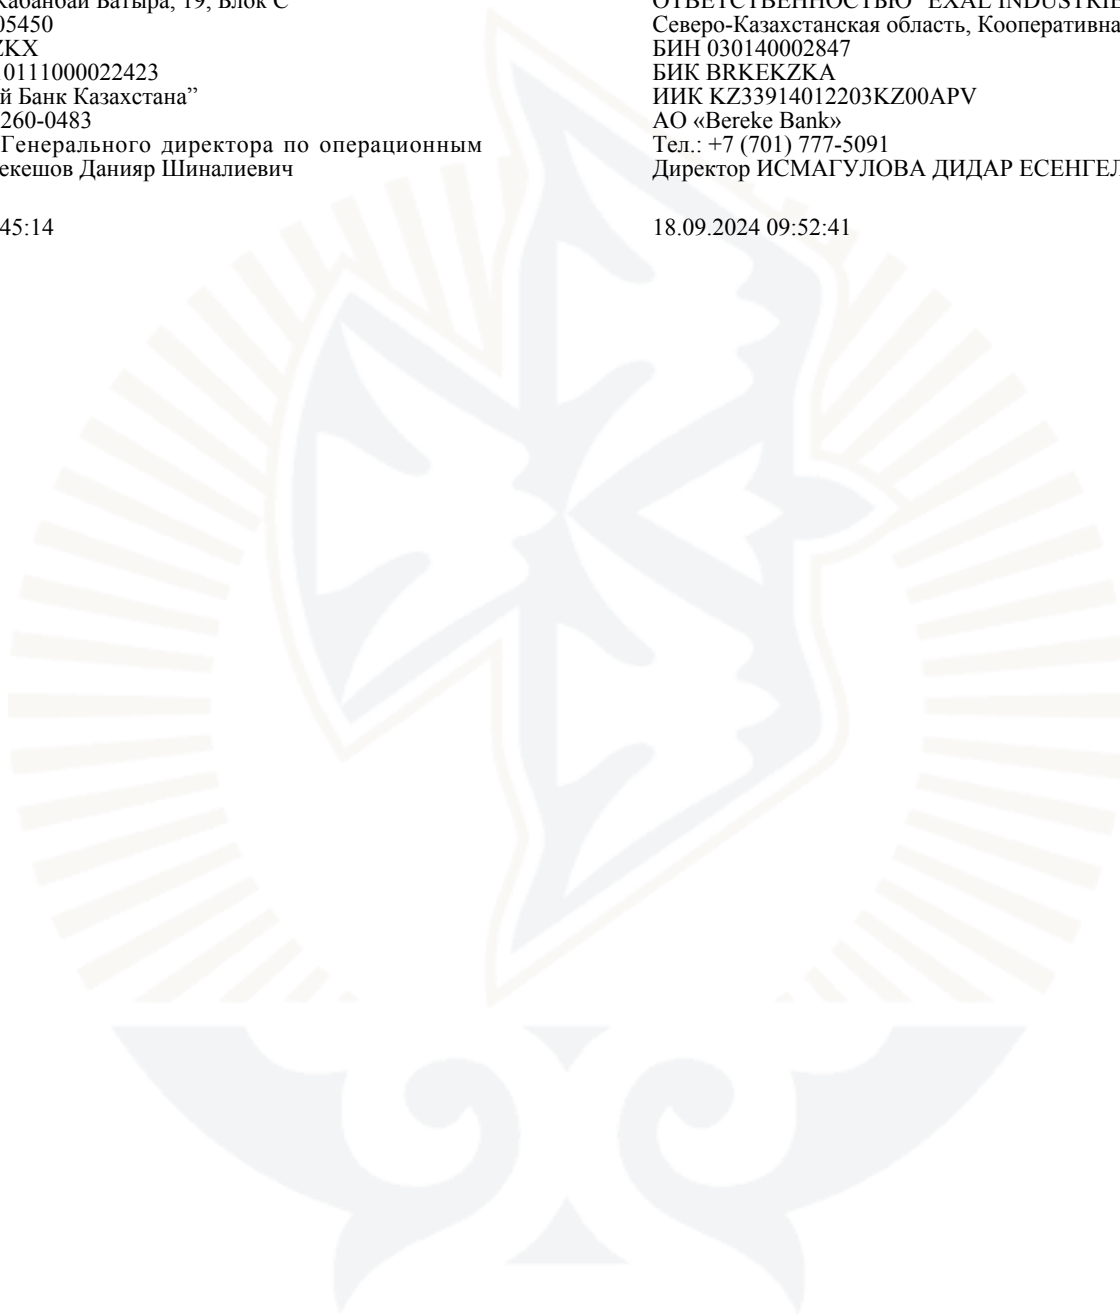 Кабанбай Батыра, 19, Блок С
05450
ZKX
10111000022423
й Банк Казахстана”
260-0483
Генерального директора по операционным
екешов Данияр Шиналиевич
45:14
ОТВЕТСТВЕННОСТЬЮ "EXAL INDUSTRIE
Северо-Казахстанская область, Кооперативна
БИН 030140002847
БИК BRKEKZKA
ИИК KZ33914012203KZ00APV
АО «Bereke Bank»
Тел.: +7 (701) 777-5091
Директор ИСМАГУЛОВА ДИДАР ЕСЕНГЕЛ
18.09.2024 09:52:41